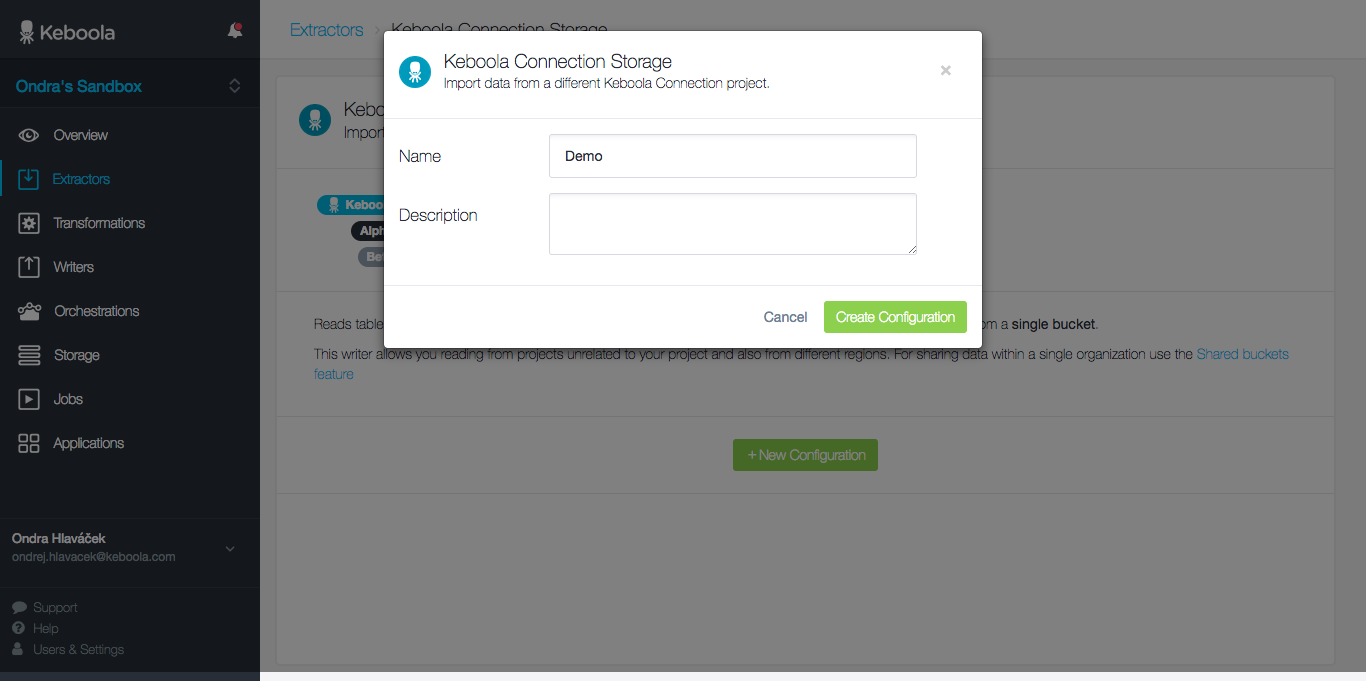 Keboola
Ondra's Sandbox
Overview
Extractors
Transformations
Writers
Orchestrations
Storage
Jobs
Applications
Ondra Hlaváček
ondrej.hlavacek@keboola.com
Support
Help
Users & Settings
Extractors › Keboola Connection Storage
Keboola Connection Storage
Import data from a different Keboola Connection project.
×
Name
Demo
Description
Cancel
Create Configuration
Kebo
Import
Keboo
Alph
Be
Reads table
om a single bucket.
This writer allows you reading from projects unrelated to your project and also from different regions. For sharing data within a single organization use the Shared buckets
feature
+ New Configuration